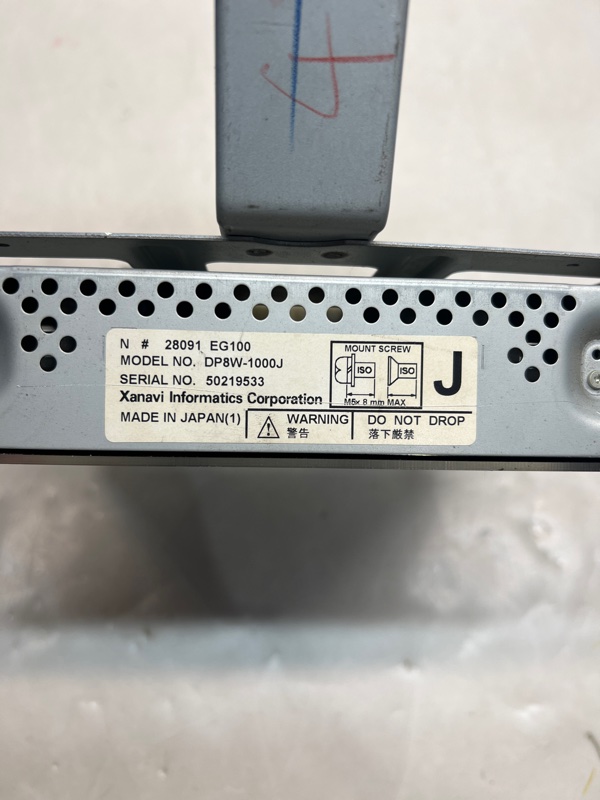 4
N # 28091 EG100
MODEL NO. DP8W-1000J
SERIAL NO. 50219533
Xanavi Informatics Corporation
MADE IN JAPAN(1)
MOUNT SCREW
ISO ISO
M5x 8 mm MAX
J
WARNING
警告
DO NOT DROP
落下厳禁